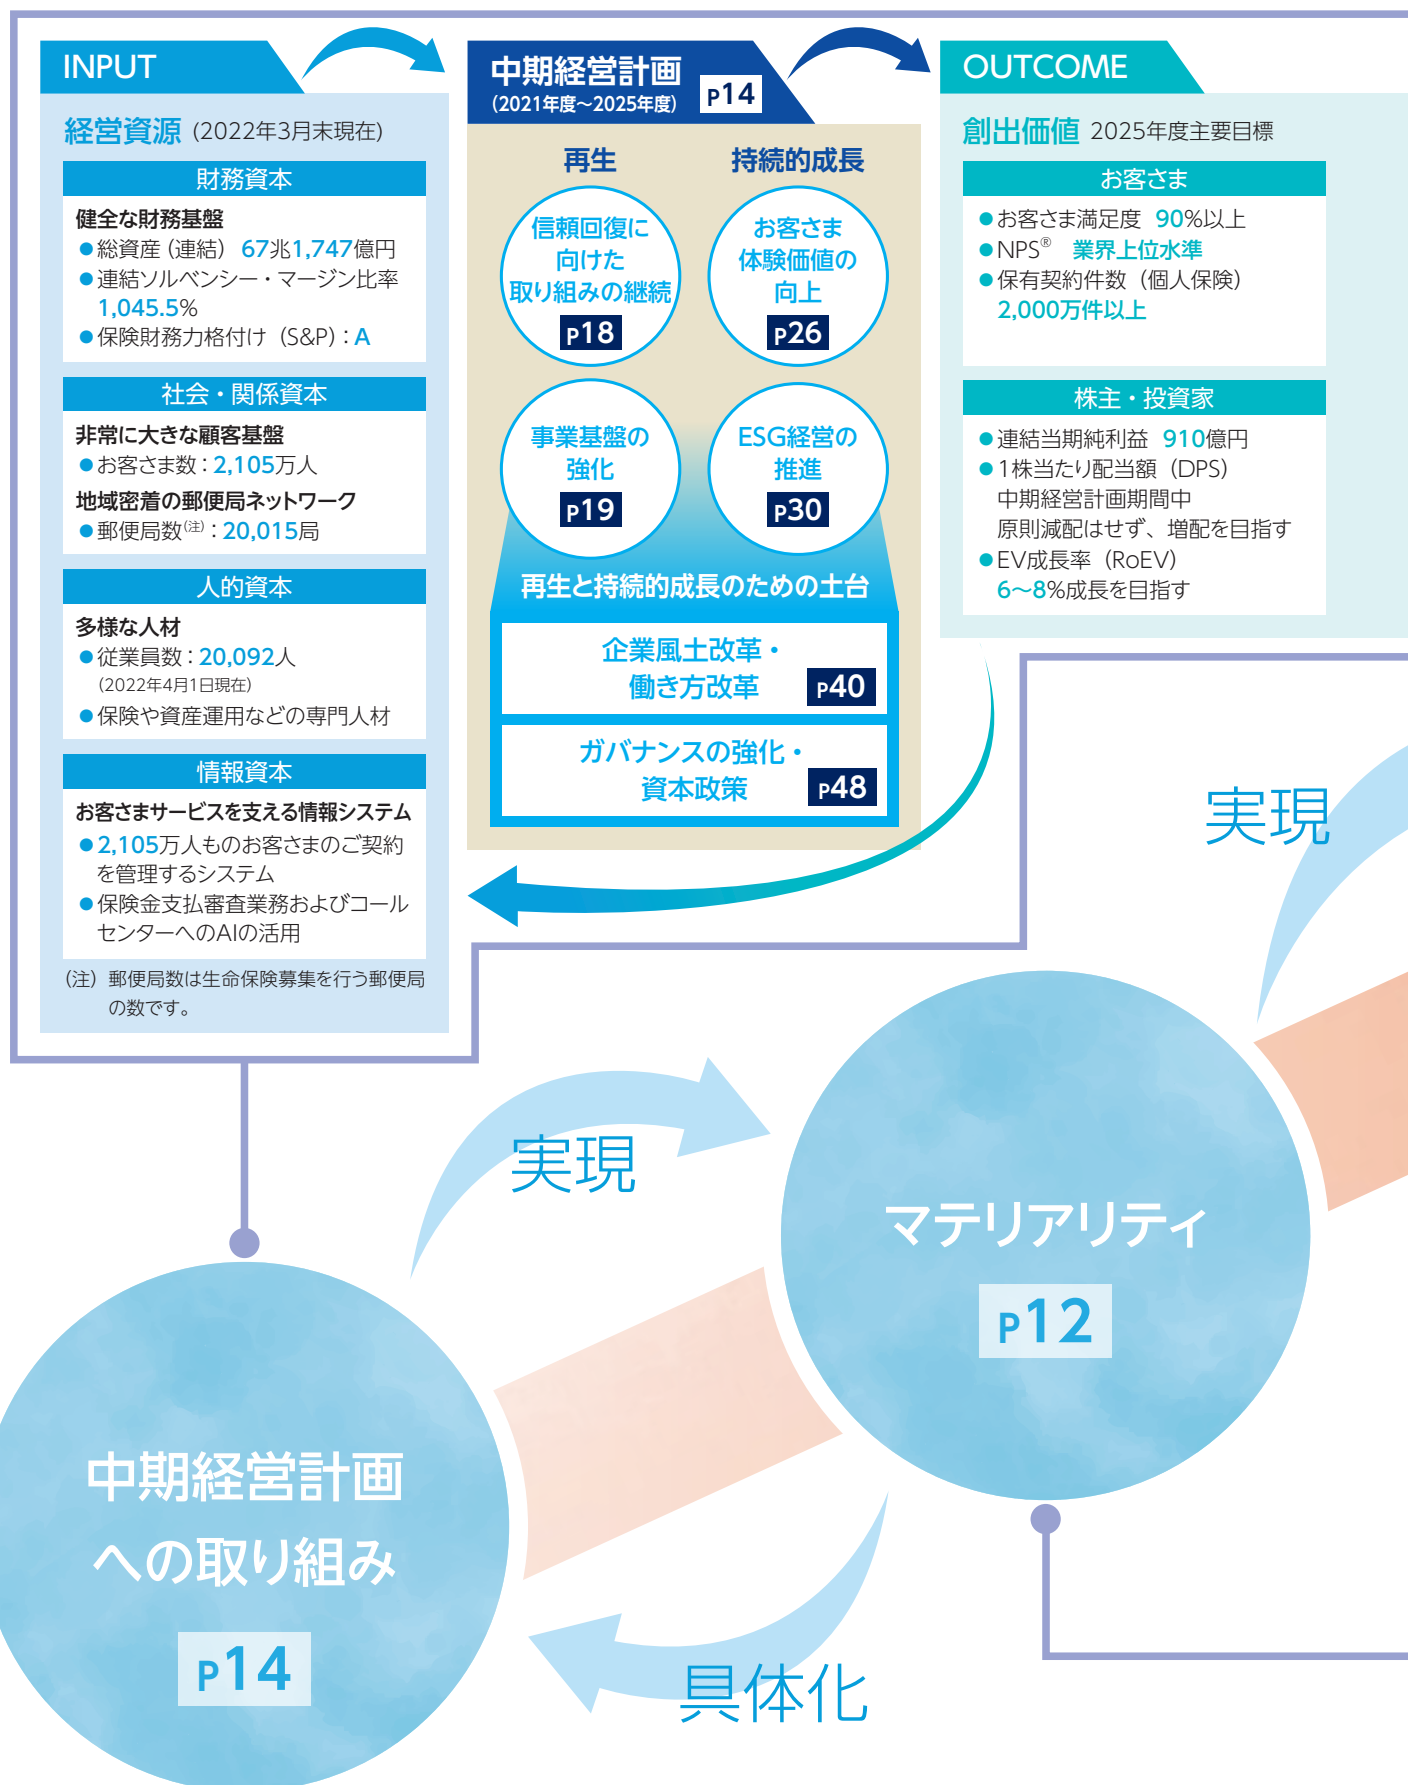 INPUT
経営資源 (2022年3月末現在)
財務資本
健全な財務基盤
●総資産（連結） 67兆1,747億円
●連結ソルベンシー・マージン比率
1,045.5%
●保険財務力格付け（S&P）：A
社会・関係資本
非常に大きな顧客基盤
●お客さま数：2,105万人
地域密着の郵便局ネットワーク
●郵便局数(注)：20,015局
人的資本
多様な人材
●従業員数：20,092人
(2022年4月1日現在)
●保険や資産運用などの専門人材
情報資本
お客さまサービスを支える情報システム
●2,105万人ものお客さまのご契約
を管理するシステム
●保険金支払審査業務およびコール
センターへのAIの活用
(注) 郵便局数は生命保険募集を行う郵便局
の数です。
中期経営計画
(2021年度～2025年度)
P14
再生
信頼回復に
向けた
取り組みの継続
P18
事業基盤の
強化
P19
持続的成長
お客さま
体験価値の
向上
P26
ESG経営の
推進
P30
再生と持続的成長のための土台
企業風土改革・
働き方改革
P40
ガバナンスの強化・
資本政策
P48
OUTCOME
創出価値 2025年度主要目標
お客さま
●お客さま満足度 90%以上
●NPS® 業界上位水準
●保有契約件数（個人保険）
2,000万件以上
株主・投資家
●連結当期純利益 910億円
●1株当たり配当額（DPS）
中期経営計画期間中
原則減配はせず、増配を目指す
●EV成長率（RoEV）
6～8%成長を目指す
実現
実現
マテリアリティ
P12
中期経営計画
への取り組み
P14
具体化